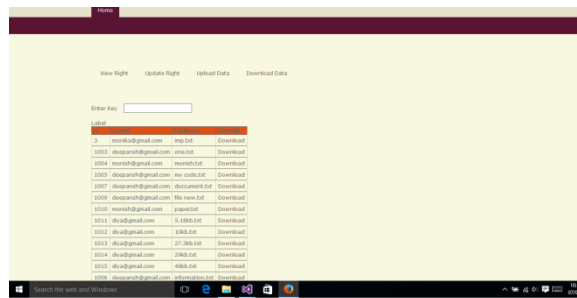 Home
View Right Update Right Upload Data Download Data
Enter Key
Label
3 monika@gmail.com imp.txt Download
1003 deepansh@gmail.com one.txt Download
1004 monish@gmail.com monish.txt Download
1005 deepansh@gmail.com my code.txt Download
1007 deepansh@gmail.com doccument.txt Download
1009 deepansh@gmail.com file new.txt Download
1010 monish@gmail.com paper.txt Download
1011 diya@gmail.com 5.18kb.txt Download
1012 diya@gmail.com 10kb.txt Download
1013 diya@gmail.com 27.3kb.txt Download
1014 diya@gmail.com 29kb.txt Download
1015 diya@gmail.com 48kb.txt Download
1006 deepansh@gmail.com information.txt Download
Search the web and Windows